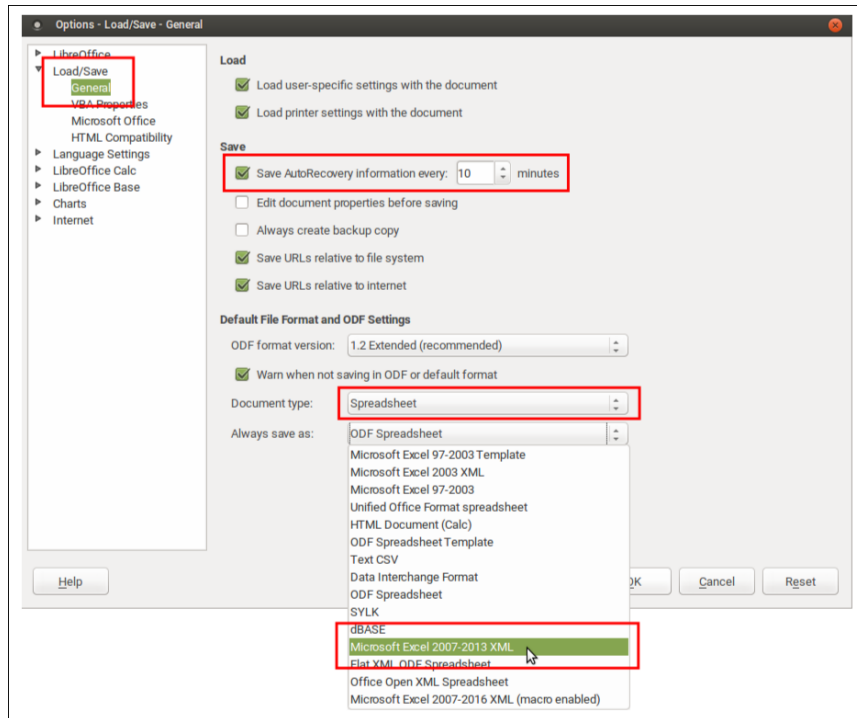 Options - Load/Save - General
LibreOffice
Load/Save
General
VBA Properties
Microsoft Office
HTML Compatibility
Language Settings
LibreOffice Calc
LibreOffice Base
Charts
Internet
Load
Load user-specific settings with the document
Load printer settings with the document
Save
Save AutoRecovery information every: 10 minutes
Edit document properties before saving
Always create backup copy
Save URLs relative to file system
Save URLs relative to internet
Default File Format and ODF Settings
ODF format version: 1.2 Extended (recommended)
Warn when not saving in ODF or default format
Document type: Spreadsheet
Always save as: ODF Spreadsheet
Microsoft Excel 97-2003 Template
Microsoft Excel 2003 XML
Microsoft Excel 97-2003
Unified Office Format spreadsheet
HTML Document (Calc)
ODF Spreadsheet Template
Text CSV
Data Interchange Format
ODF Spreadsheet
SYLK
dBASE
Microsoft Excel 2007-2013 XML
Flat XML ODF Spreadsheet
Office Open XML Spreadsheet
Microsoft Excel 2007-2016 XML (macro enabled)
Help OK Cancel Reset